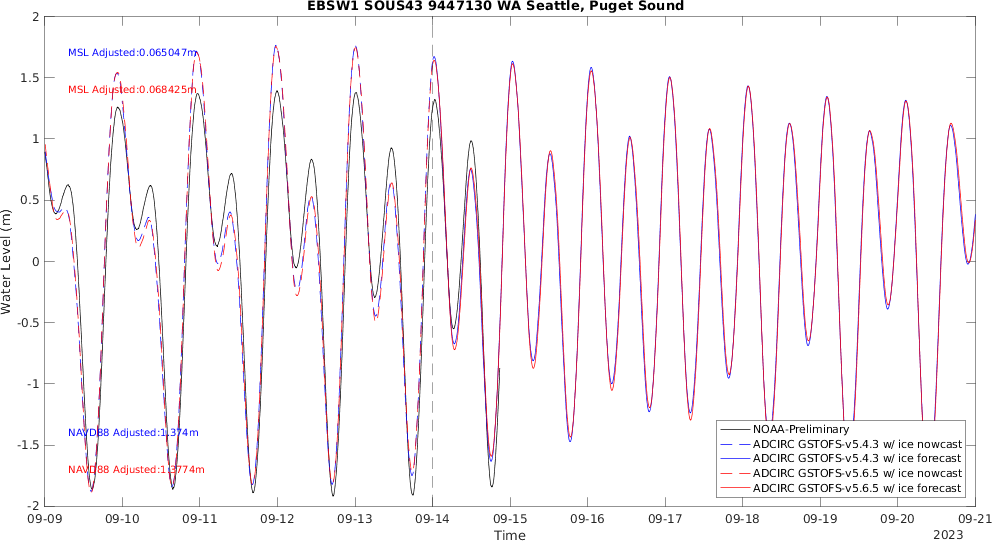 EBSW1 SOUS43 9447130 WA Seattle, Puget Sound
2
1.5
1
0.5
0
-0.5
-1
-1.5
-2
Water Level (m)
MSL Adjusted:0.065047m
MSL Adjusted:0.068425m
NAVD88 Adjusted:1.374m
NAVD88 Adjusted:1.3774m
NOAA-Preliminary
ADCIRC GSTOFS-v5.4.3 w/ ice nowcast
ADCIRC GSTOFS-v5.4.3 w/ ice forecast
ADCIRC GSTOFS-v5.6.5 w/ ice nowcast
ADCIRC GSTOFS-v5.6.5 w/ ice forecast
09-09 09-10 09-11 09-12 09-13 09-14 09-15 09-16 09-17 09-18 09-19 09-20 09-21
Time
2023